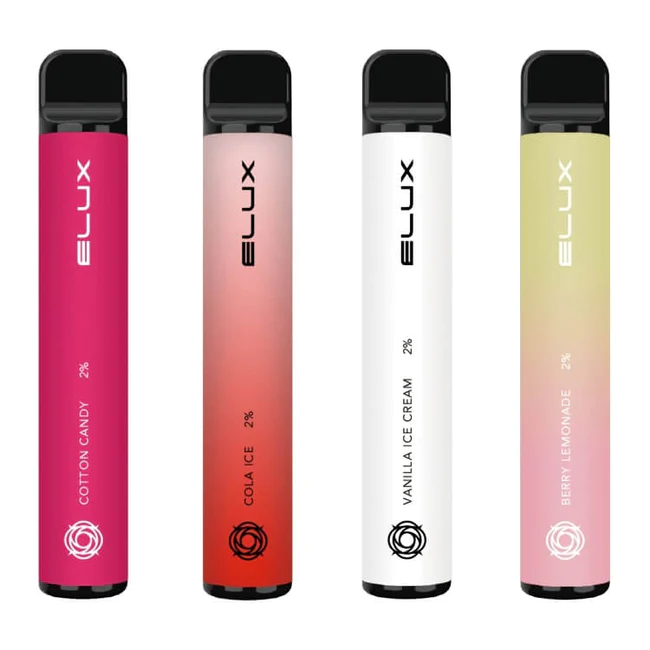 ELUX
COTTON CANDY 2%
ELUX
COLA ICE 2%
ELUX
VANILLA ICE CREAM 2%
ELUX
BERRY LEMONADE 2%